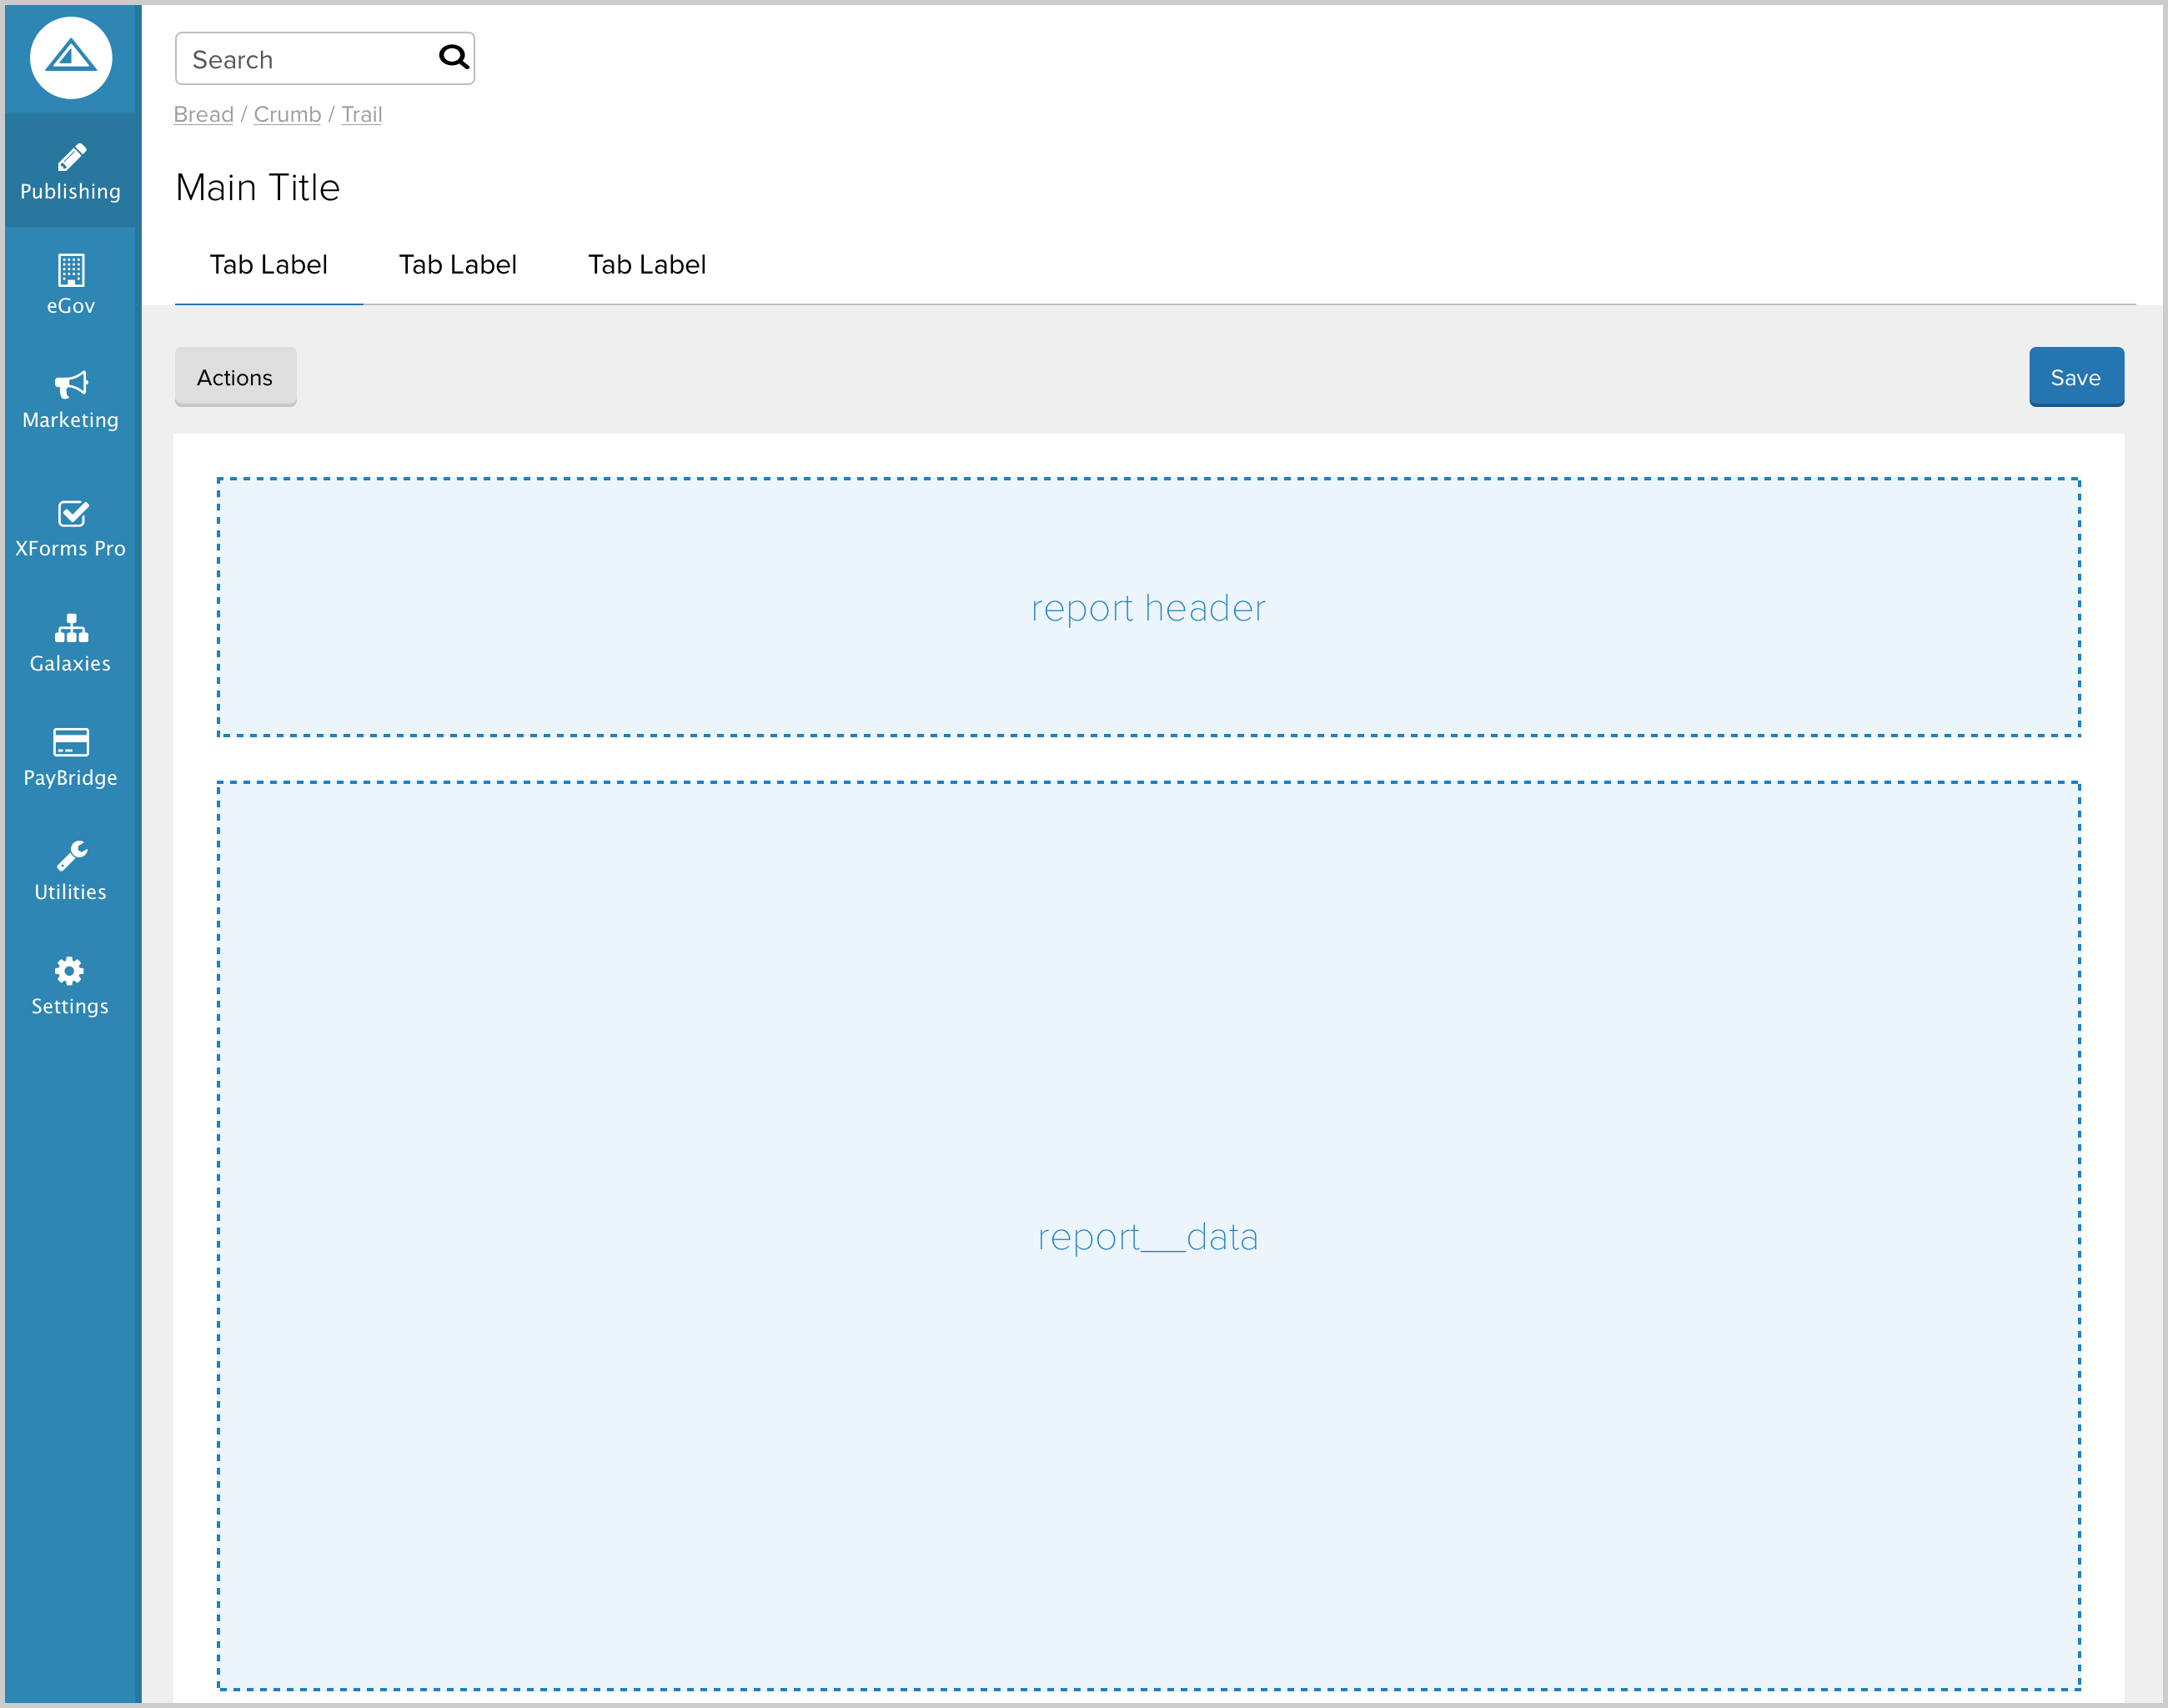 Publishing
eGov
Marketing
XForms Pro
Galaxies
PayBridge
Utilities
Settings
Search
Bread / Crumb / Trail
Main Title
Tab Label Tab Label Tab Label
Actions Save
report header
report__data